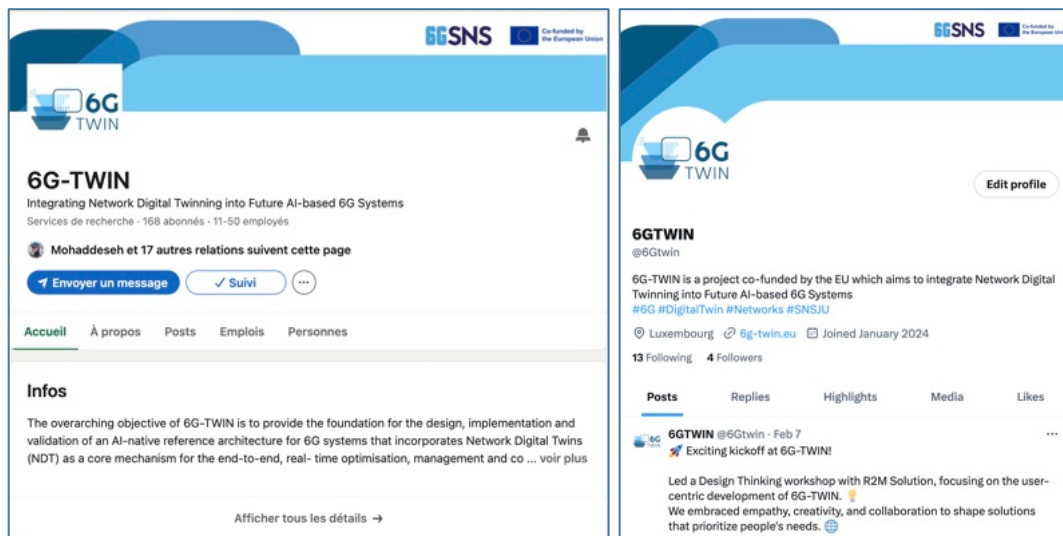 6GSNS
Co-funded by
the European Union
6G
TWIN
6G-TWIN
Integrating Network Digital Twinning into Future AI-based 6G Systems
Services de recherche · 168 abonnés · 11-50 employés
Mohaddeseh et 17 autres relations suivent cette page
Envoyer un message
✓ Suivi
Accueil À propos Posts Emplois Personnes
Infos
The overarching objective of 6G-TWIN is to provide the foundation for the design, implementation and
validation of an AI-native reference architecture for 6G systems that incorporates Network Digital Twins
(NDT) as a core mechanism for the end-to-end, real- time optimisation, management and co ... voir plus
Afficher tous les détails →
6GSNS
Co-funded by
the European Union
6G
TWIN
Edit profile
6GTWIN
@6Gtwin
6G-TWIN is a project co-funded by the EU which aims to integrate Network Digital
Twinning into Future AI-based 6G Systems
#6G #DigitalTwin #Networks #SNSJU
Luxembourg 6g-twin.eu Joined January 2024
13 Following 4 Followers
Posts Replies Highlights Media Likes
6G
TWIN
6GTWIN @6Gtwin · Feb 7
🚀 Exciting kickoff at 6G-TWIN!
Led a Design Thinking workshop with R2M Solution, focusing on the user-
centric development of 6G-TWIN. 💡
We embraced empathy, creativity, and collaboration to shape solutions
that prioritize people's needs. 🌐